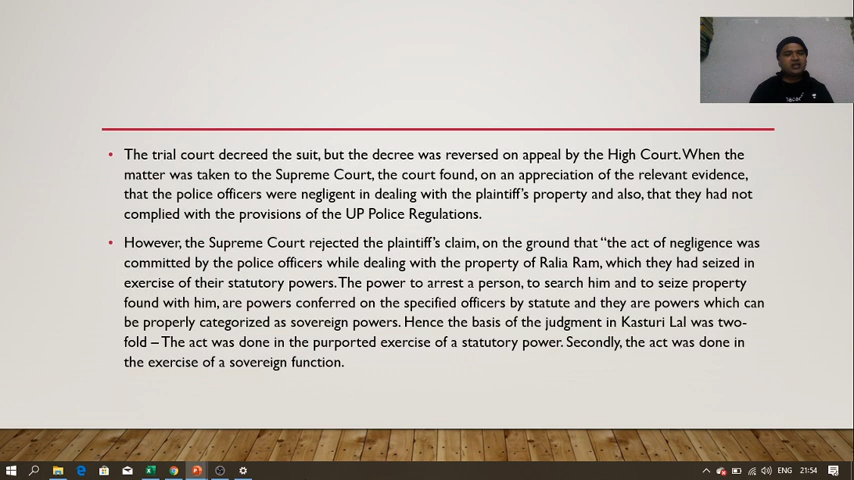 • The trial court decreed the suit, but the decree was reversed on appeal by the High Court. When the
matter was taken to the Supreme Court, the court found, on an appreciation of the relevant evidence,
that the police officers were negligent in dealing with the plaintiff's property and also, that they had not
complied with the provisions of the UP Police Regulations.
• However, the Supreme Court rejected the plaintiff's claim, on the ground that “the act of negligence was
committed by the police officers while dealing with the property of Ralia Ram, which they had seized in
exercise of their statutory powers. The power to arrest a person, to search him and to seize property
found with him, are powers conferred on the specified officers by statute and they are powers which can
be properly categorized as sovereign powers. Hence the basis of the judgment in Kasturi Lal was two-
fold – The act was done in the purported exercise of a statutory power. Secondly, the act was done in
the exercise of a sovereign function.
ENG
21:54